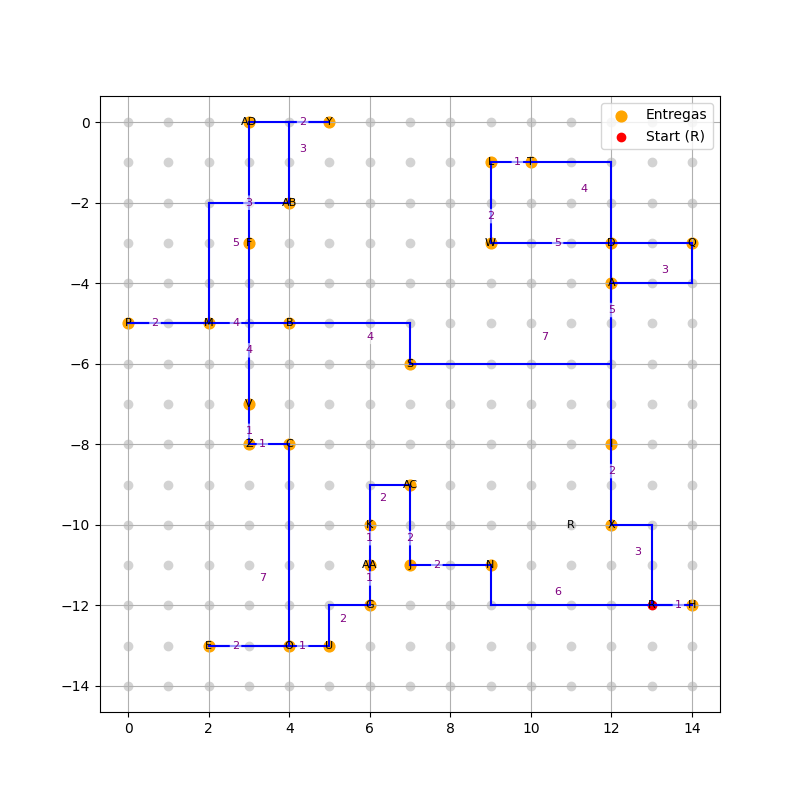 Entregas
Start (R)
0
−2
−4
−6
−8
−10
−12
−14
0
2
4
6
8
10
12
14
AD
2
Y
3
L
1
T
4
3
AB
2
5
F
W
5
D
Q
3
A
5
P
2
M
4
B
4
7
4
S
V
1
Z
1
C
2
2
AC
K
R
X
1
2
3
AA
J
2
N
7
1
6
G
1
H
2
E
2
O
1
U